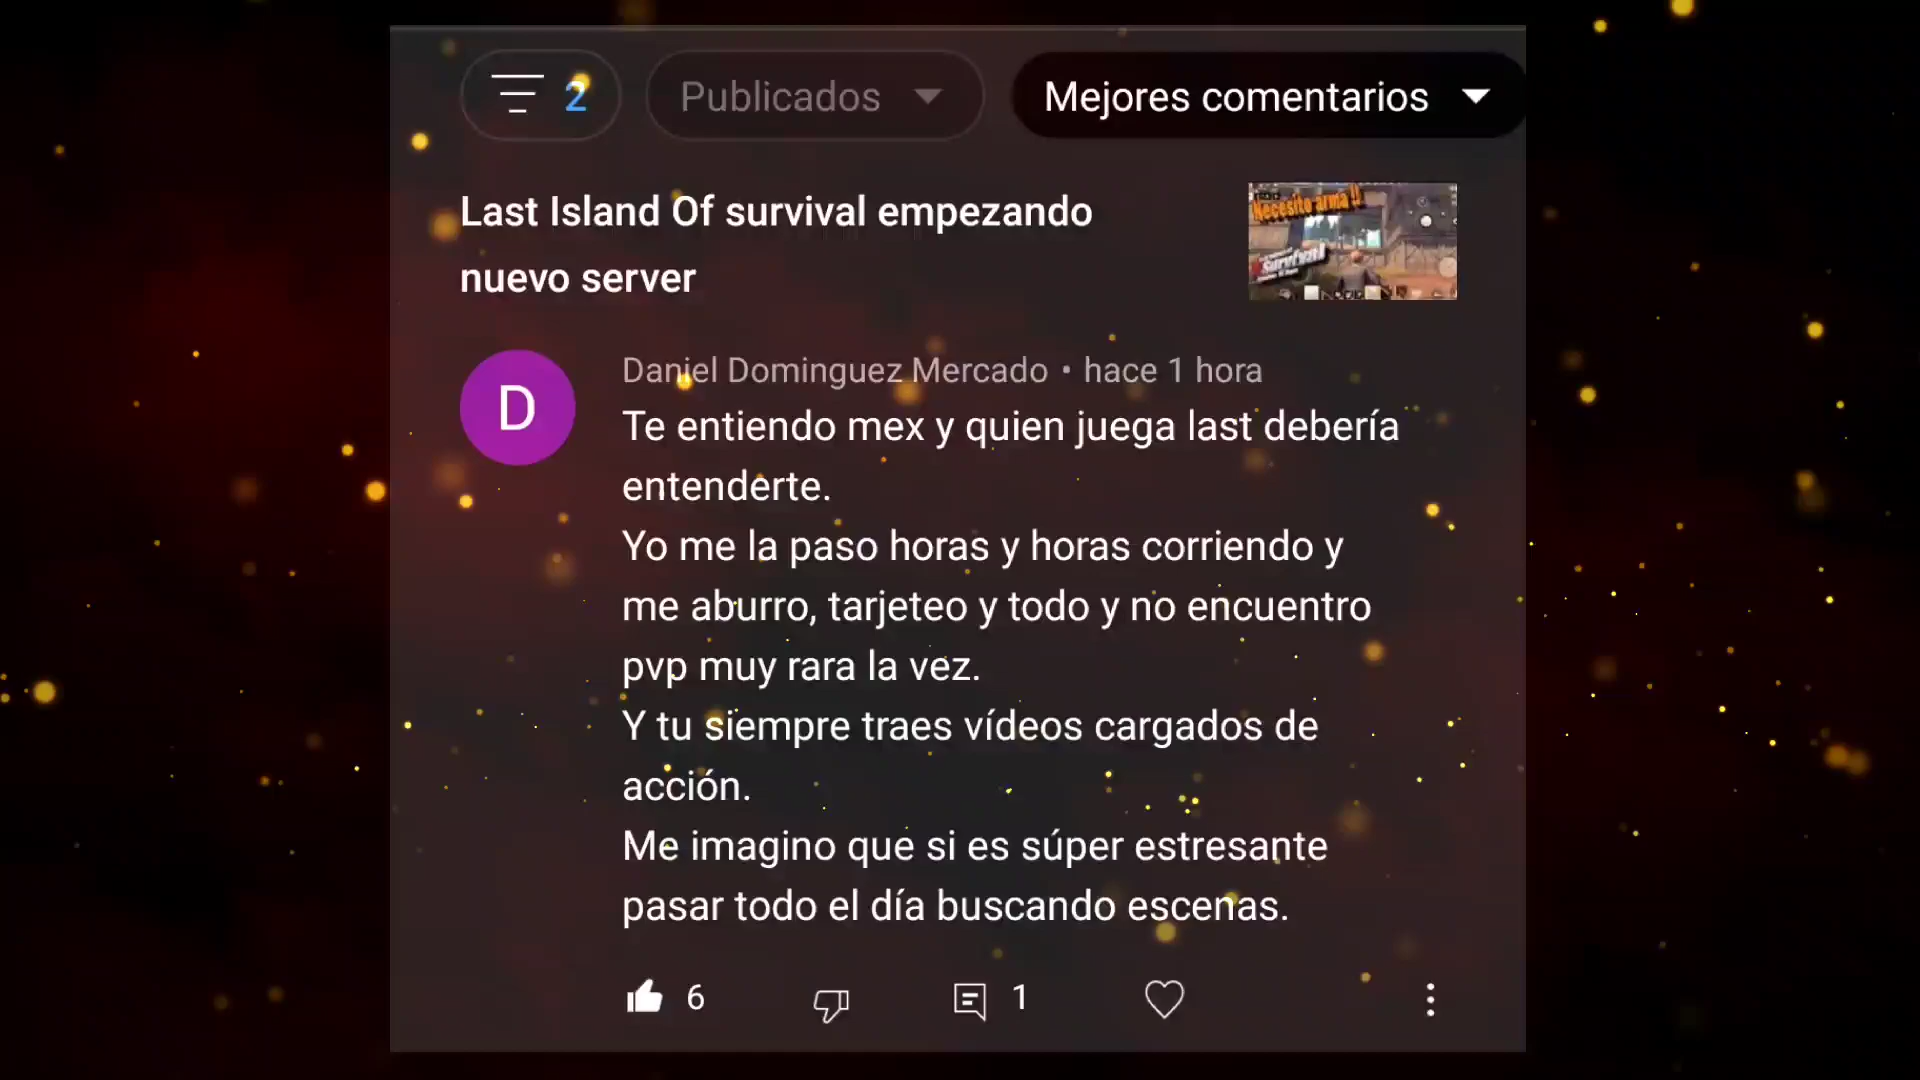 2
Publicados
Mejores comentarios
Last Island Of survival empezando
nuevo server
Necesito arma !!
survival
D
Daniel Dominguez Mercado • hace 1 hora
Te entiendo mex y quien juega last debería
entenderte.
Yo me la paso horas y horas corriendo y
me aburro, tarjeteo y todo y no encuentro
pvp muy rara la vez.
Y tu siempre traes vídeos cargados de
acción.
Me imagino que si es súper estresante
pasar todo el día buscando escenas.
6
1